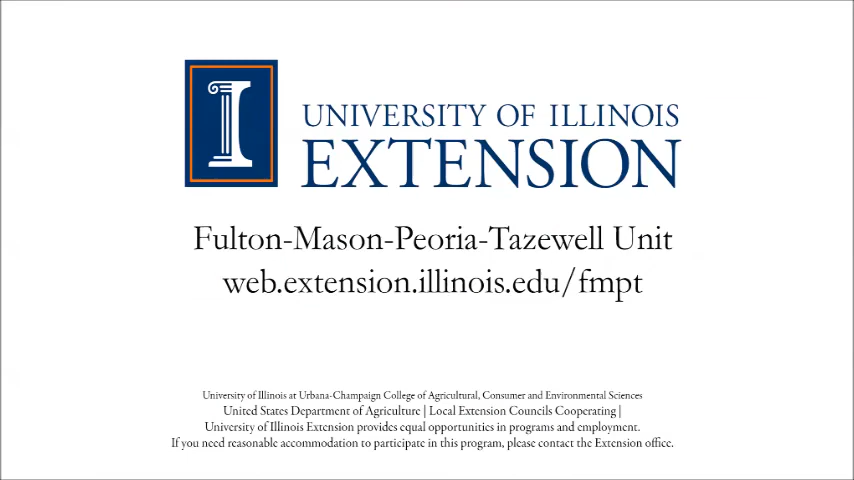 I
UNIVERSITY OF ILLINOIS
EXTENSION
Fulton-Mason-Peoria-Tazewell Unit
web.extension.illinois.edu/fmpt
University of Illinois at Urbana-Champaign College of Agricultural, Consumer and Environmental Sciences
United States Department of Agriculture | Local Extension Councils Cooperating |
University of Illinois Extension provides equal opportunities in programs and employment.
If you need reasonable accommodation to participate in this program, please contact the Extension office.